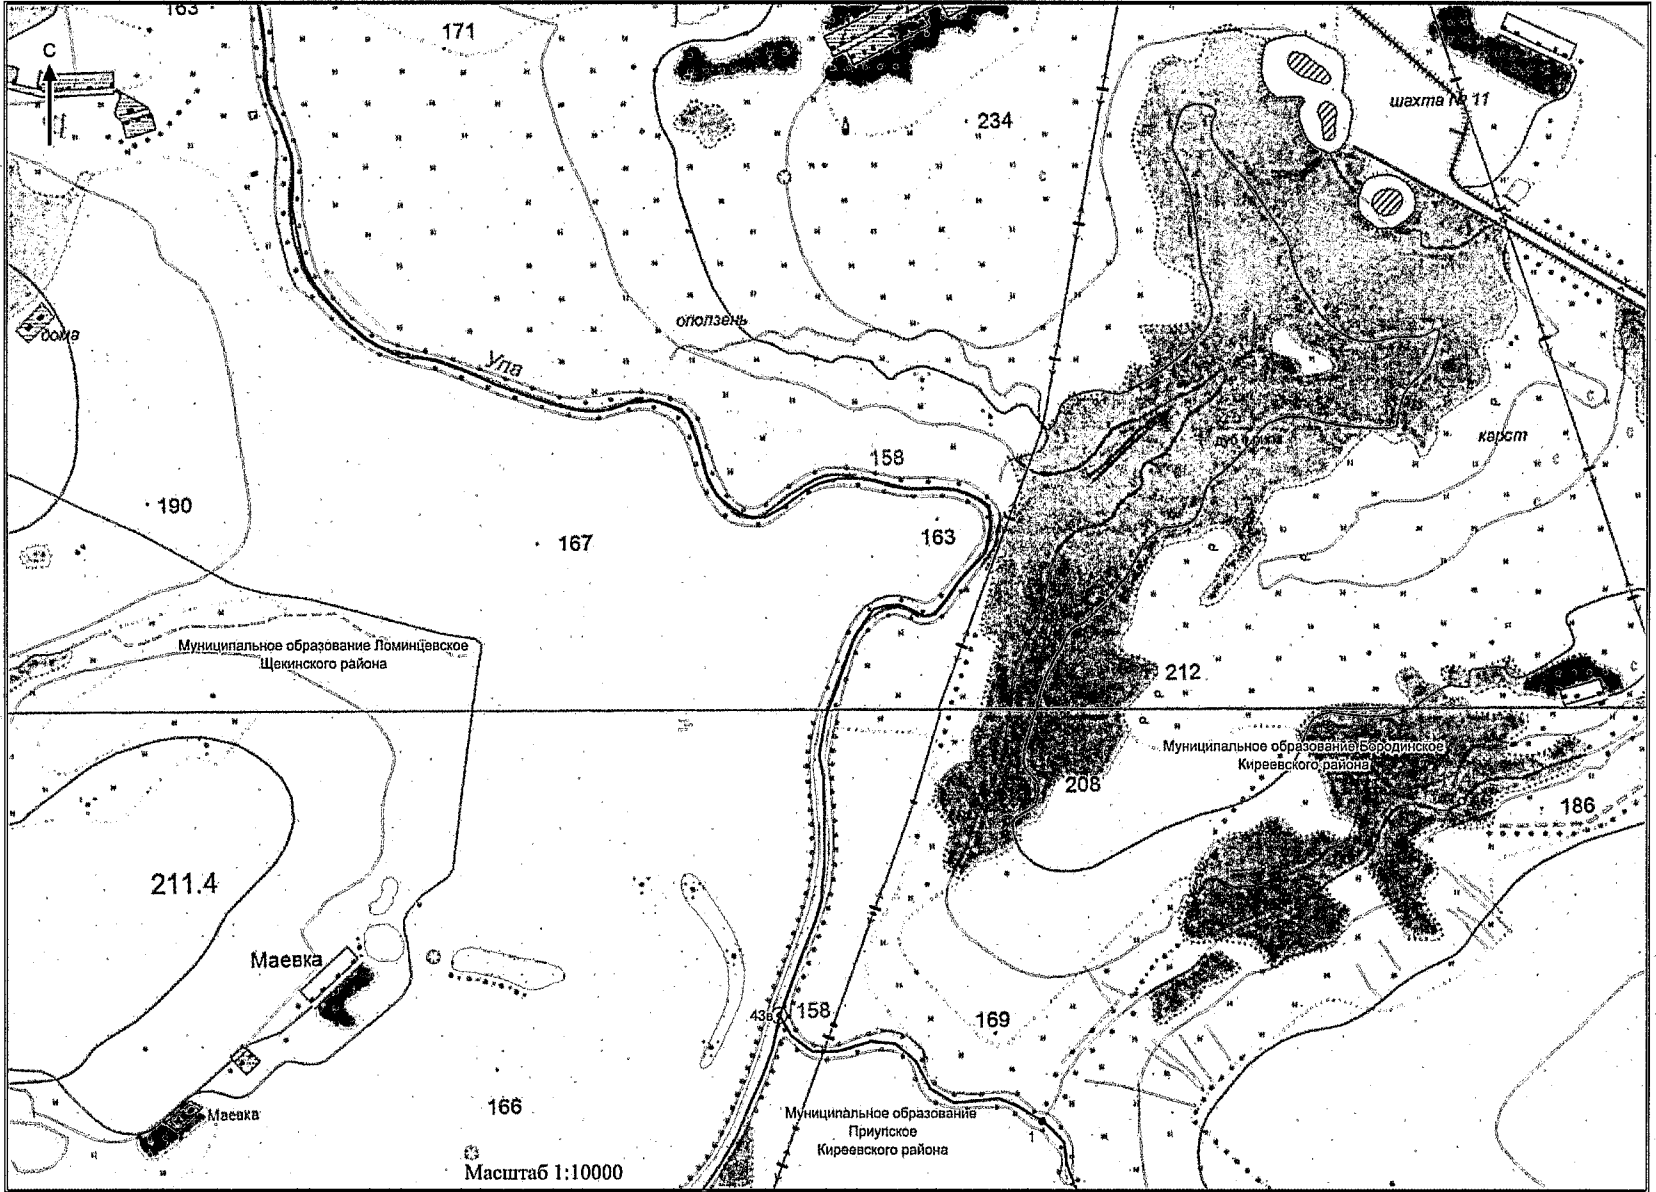 163
171
С
шахта № 11
234
дома
оползень
Упа
карст
158
190
167
163
Муниципальное образование Ломинцевское
Щекинского района
212
Муниципальное образование Бородинское
Киреевского района
208
186
211.4
Маевка
43в
158
169
166
Маевка
Муниципальное образование
Приупское
Киреевского района
1
Масштаб 1:10000